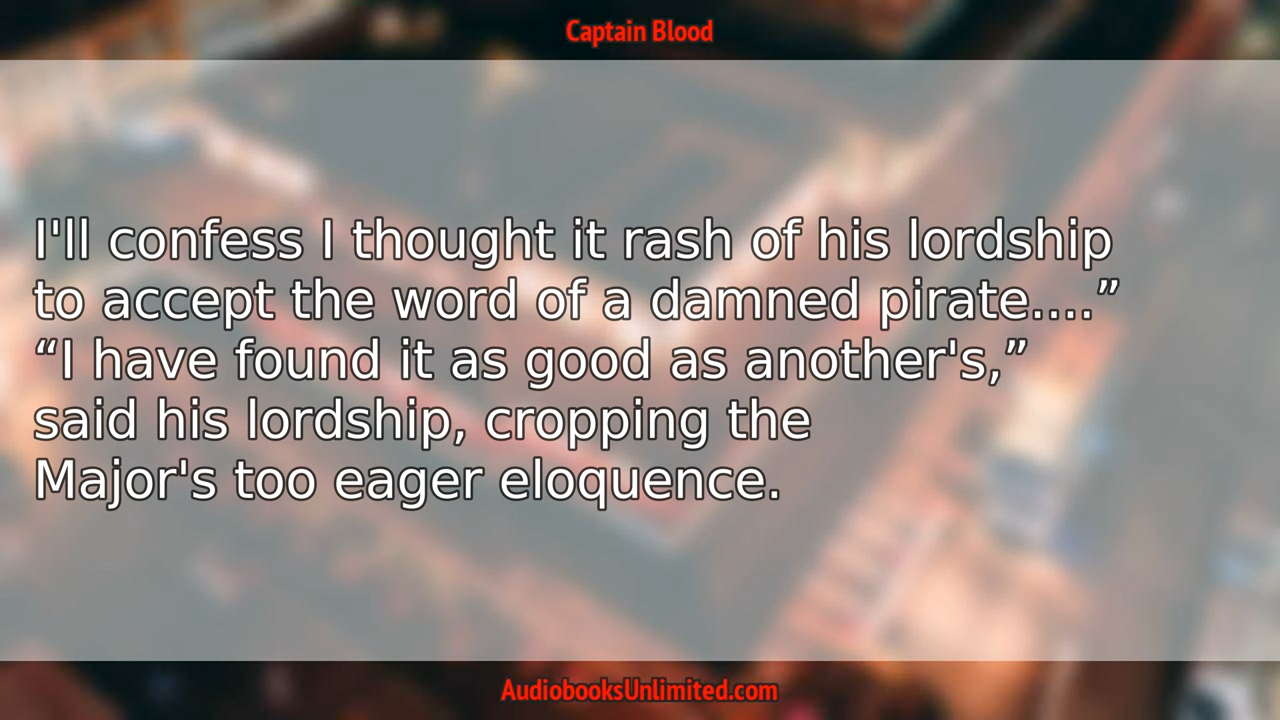 Captain Blood
I'll confess I thought it rash of his lordship
to accept the word of a damned pirate....”
“I have found it as good as another's,”
said his lordship, cropping the
Major's too eager eloquence.
AudiobooksUnlimited.com